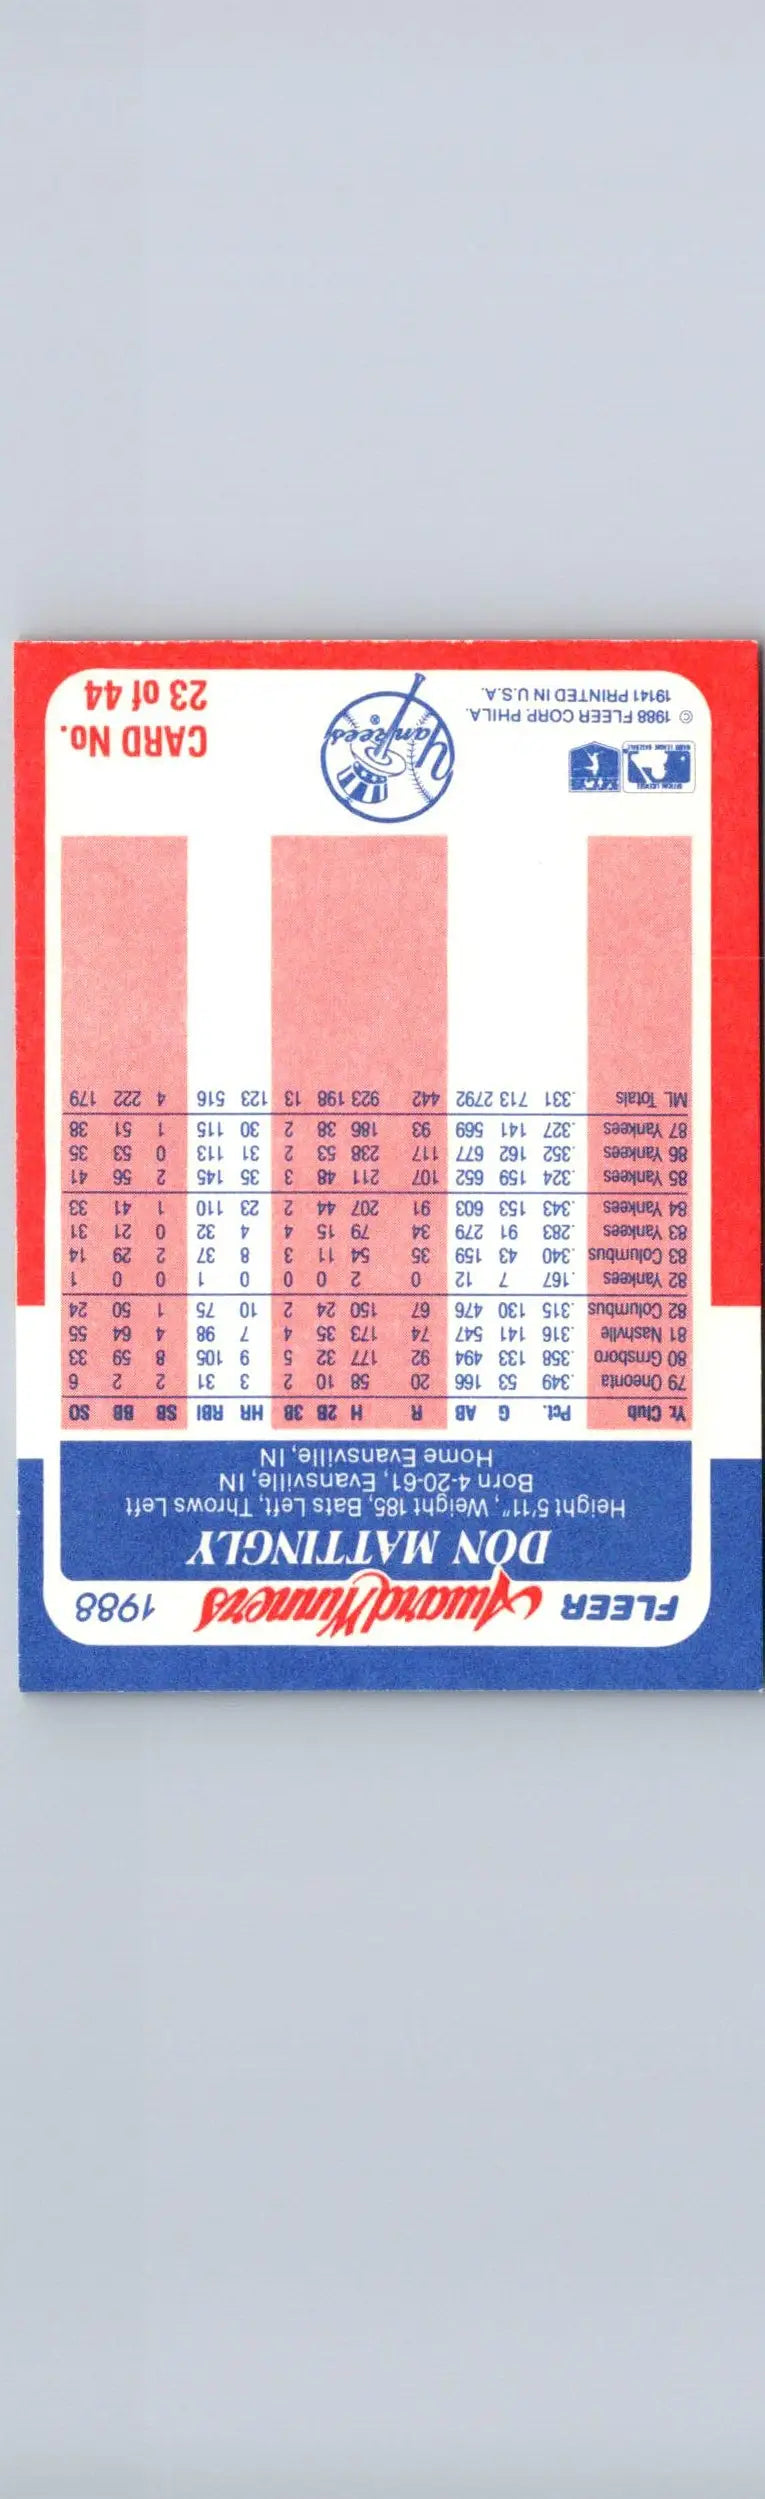 FLEER Award Winners 1988
DON MATTINGLY
Height 5'11", Weight 185, Bats Left, Throws Left
Born 4-20-61, Evansville, IN
Home Evansville, IN
Yr. Club Pct. G AB R H 2B 3B HR RBI SB BB SO
79 Oneonta .349 53 166 20 58 10 2 3 31 2 2 6
80 Grnsboro .358 133 494 92 177 32 5 9 105 8 59 33
81 Nashville .316 141 547 74 173 35 4 7 98 4 64 55
82 Columbus .315 130 476 67 150 24 2 10 75 1 50 24
82 Yankees .167 7 12 0 2 0 0 0 1 0 0 1
83 Columbus .340 43 159 35 54 11 3 8 37 2 29 14
83 Yankees .283 91 279 34 79 15 4 4 32 0 21 31
84 Yankees .343 153 603 91 207 44 2 23 110 1 41 33
85 Yankees .324 159 652 107 211 48 3 35 145 2 56 41
86 Yankees .352 162 677 117 238 53 2 31 113 0 53 35
87 Yankees .327 141 569 93 186 38 2 30 115 1 51 38
ML Totals .331 713 2792 442 923 198 13 123 516 4 222 179
Yankees ®
© 1988 FLEER CORP. PHILA.
19141 PRINTED IN U.S.A.
CARD No.
23 of 44